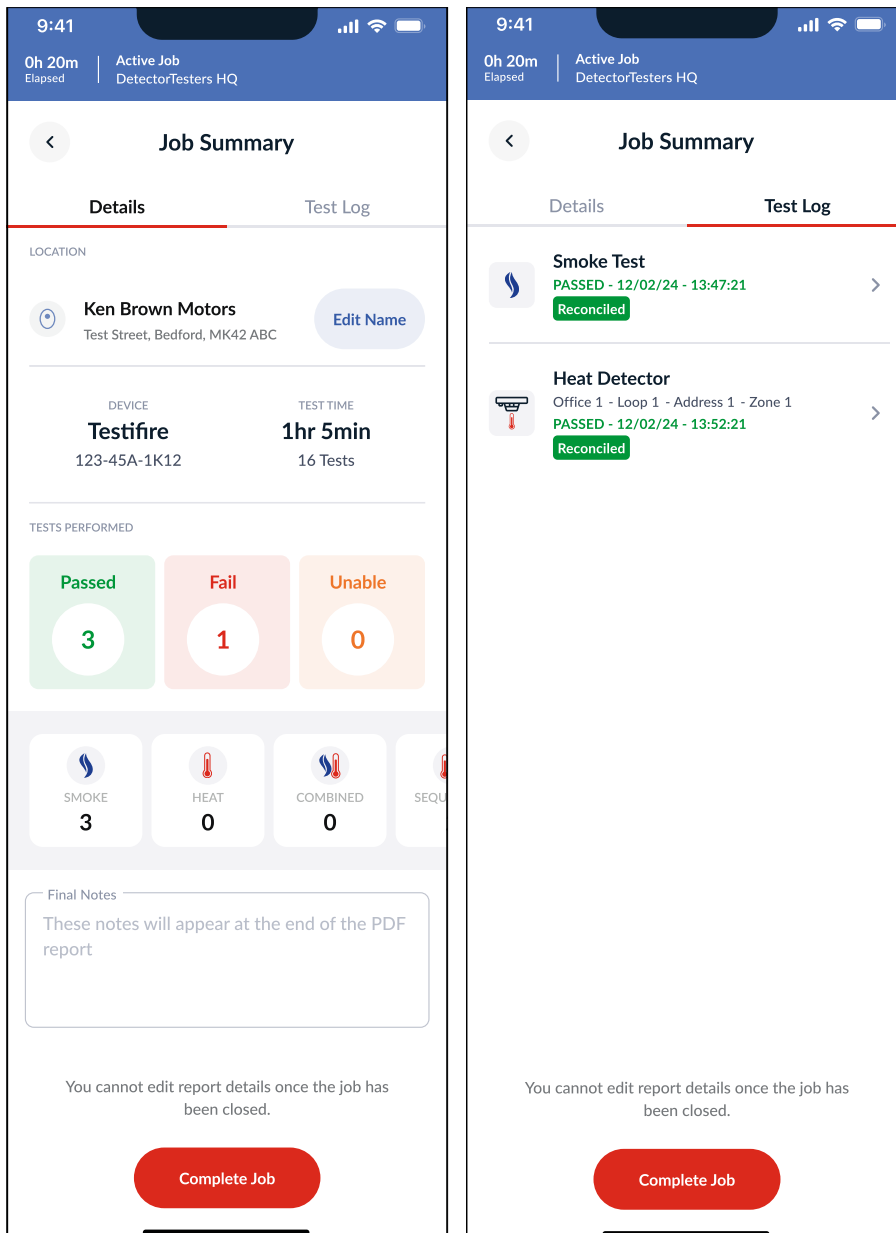 9:41
0h 20m
Elapsed
Active Job
DetectorTesters HQ
Job Summary
Details
Test Log
LOCATION
Ken Brown Motors
Test Street, Bedford, MK42 ABC
Edit Name
DEVICE
Testifire
123-45A-1K12
TEST TIME
1hr 5min
16 Tests
TESTS PERFORMED
Passed
3
Fail
1
Unable
0
SMOKE
3
HEAT
0
COMBINED
0
SEQU
Final Notes
These notes will appear at the end of the PDF
report
You cannot edit report details once the job has
been closed.
Complete Job
9:41
0h 20m
Elapsed
Active Job
DetectorTesters HQ
Job Summary
Details
Test Log
Smoke Test
PASSED - 12/02/24 - 13:47:21
Reconciled
Heat Detector
Office 1 - Loop 1 - Address 1 - Zone 1
PASSED - 12/02/24 - 13:52:21
Reconciled
You cannot edit report details once the job has
been closed.
Complete Job